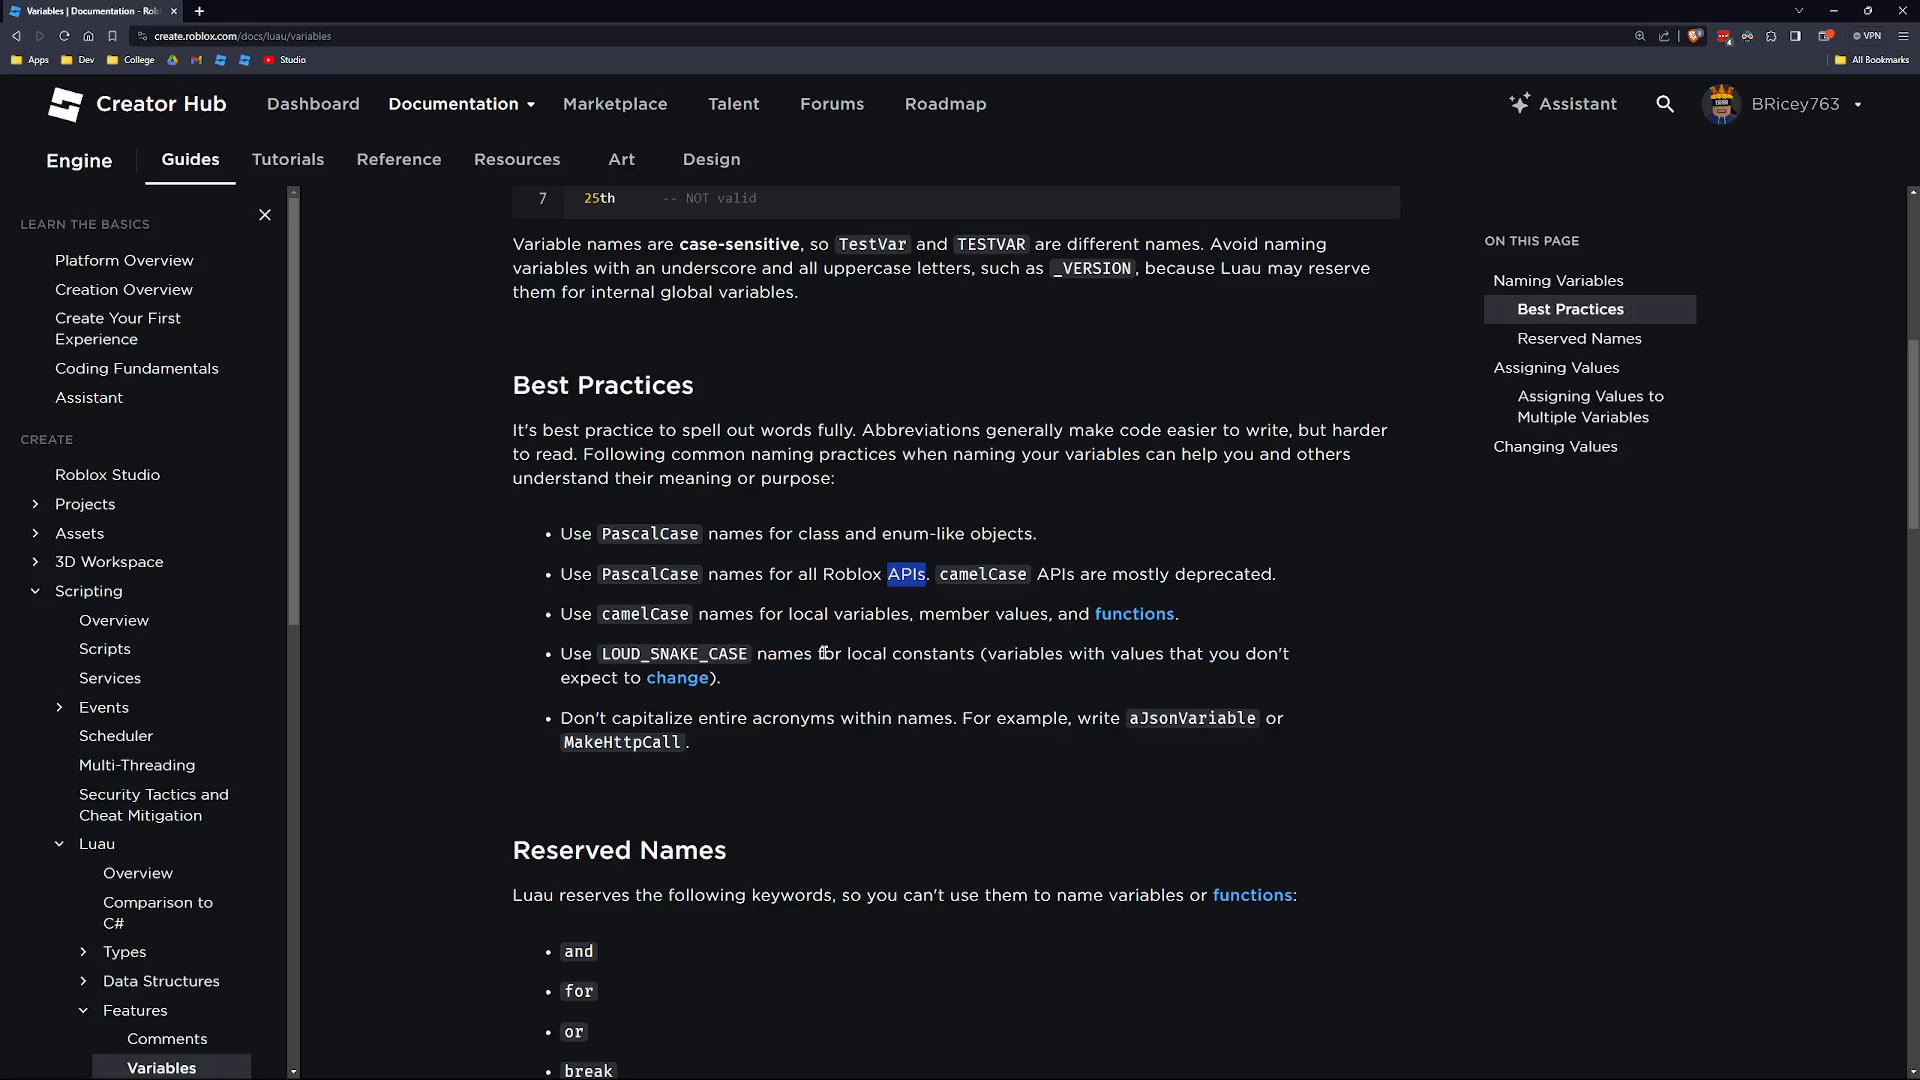 Variables | Documentation - Rob
create.roblox.com/docs/luau/variables
VPN
Apps
Dev
College
Studio
All Bookmarks
Creator Hub
Dashboard
Documentation
Marketplace
Talent
Forums
Roadmap
Assistant
BRicey763
Engine
Guides
Tutorials
Reference
Resources
Art
Design
LEARN THE BASICS
Platform Overview
Creation Overview
Create Your First
Experience
Coding Fundamentals
Assistant
CREATE
Roblox Studio
Projects
Assets
3D Workspace
Scripting
Overview
Scripts
Services
Events
Scheduler
Multi-Threading
Security Tactics and
Cheat Mitigation
Luau
Overview
Comparison to
C#
Types
Data Structures
Features
Comments
Variables
7 25th -- NOT valid
Variable names are case-sensitive, so TestVar and TESTVAR are different names. Avoid naming
variables with an underscore and all uppercase letters, such as _VERSION, because Luau may reserve
them for internal global variables.
Best Practices
It's best practice to spell out words fully. Abbreviations generally make code easier to write, but harder
to read. Following common naming practices when naming your variables can help you and others
understand their meaning or purpose:
• Use PascalCase names for class and enum-like objects.
• Use PascalCase names for all Roblox APIs. camelCase APIs are mostly deprecated.
• Use camelCase names for local variables, member values, and functions.
• Use LOUD_SNAKE_CASE names for local constants (variables with values that you don't
expect to change).
• Don't capitalize entire acronyms within names. For example, write aJsonVariable or
MakeHttpCall.
Reserved Names
Luau reserves the following keywords, so you can't use them to name variables or functions:
• and
• for
• or
• break
ON THIS PAGE
Naming Variables
Best Practices
Reserved Names
Assigning Values
Assigning Values to
Multiple Variables
Changing Values